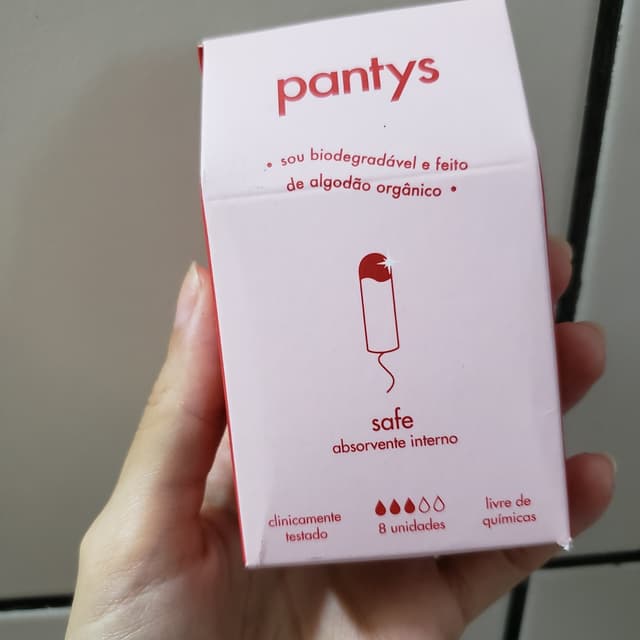 pantys
• sou biodegradável e feito
de algodão orgânico •
safe
absorvente interno
clinicamente
testado
8 unidades
livre de
químicas